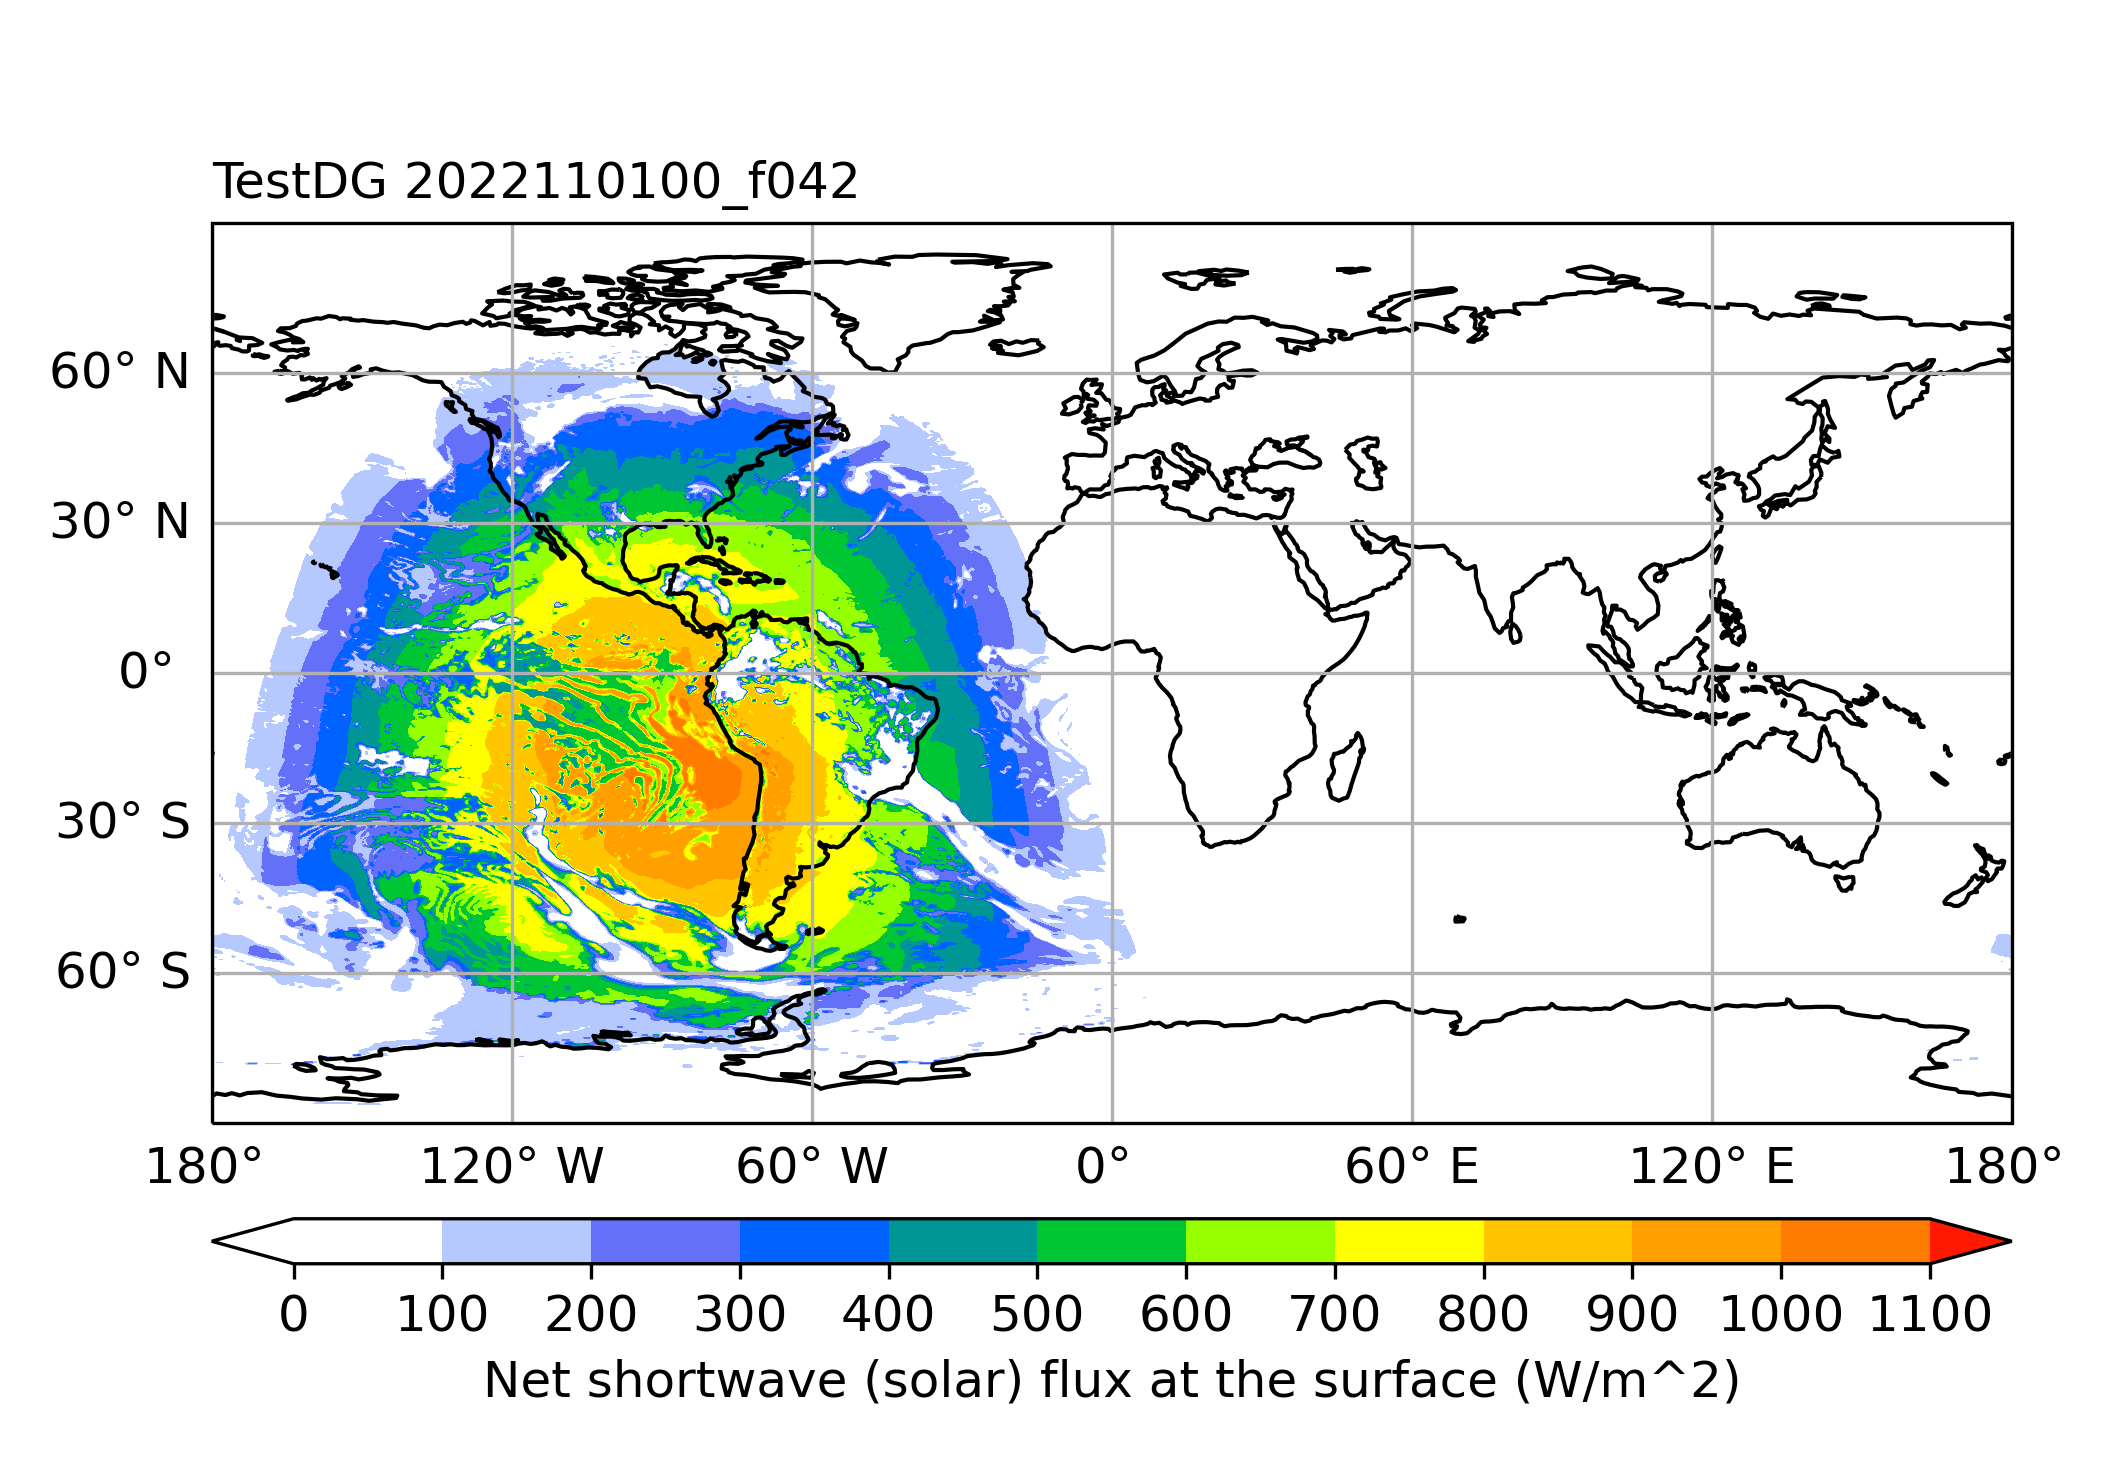 TestDG 2022110100_f042
60° N
30° N
0°
30° S
60° S
180° 120° W 60° W 0° 60° E 120° E 180°
0 100 200 300 400 500 600 700 800 900 1000 1100
Net shortwave (solar) flux at the surface (W/m^2)